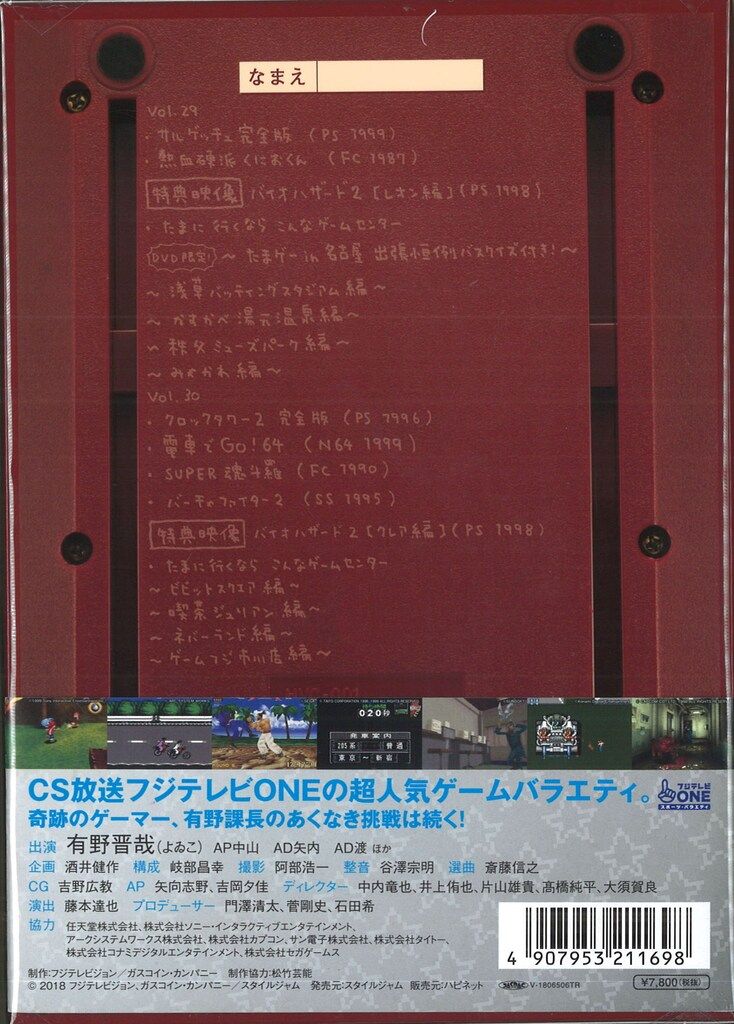 なまえ
Vol.29
・サルゲッチュ完全版 (PS 1999)
・熱血硬派くにおくん (FC 1987)
特典映像 バイオハザード2 [レオン編] (PS 1998)
・たまに行くなら こんなゲームセンター
DVD限定! ～たまゲー in 名古屋 出張恒例バスクイズ付き!～
～浅草バッティングスタジアム編～
～かすかべ湯元温泉編～
～秩父ミューズパーク編～
～みかわ編～
Vol.30
・クロックタワー2 完全版 (PS 1996)
・電車でGo!64 (N64 1999)
・SUPER 魂斗羅 (FC 1990)
・バーチャファイター2 (SS 1995)
特典映像 バイオハザード2 [クレア編] (PS 1998)
・たまに行くなら こんなゲームセンター
～ビビットスクエア編～
～喫茶ジュリアン編～
～ネバーランド編～
～ゲームフジ市川店編～
020秒
発車案内
205系 普通
東京～新宿
CS放送フジテレビONEの超人気ゲームバラエティ。
フジテレビ
ONE
スポーツ・バラエティ
奇跡のゲーマー、有野課長のあくなき挑戦は続く!
出演 有野晋哉(よゐこ) AP中山 AD矢内 AD渡 ほか
企画 酒井健作 構成 岐部昌幸 撮影 阿部浩一 整音 谷澤宗明 選曲 斎藤信之
CG 吉野広教 AP 矢向志野、吉岡夕佳 ディレクター 中内竜也、井上侑也、片山雄貴、髙橋純平、大須賀良
演出 藤本達也 プロデューサー 門澤清太、菅剛史、石田希
協力 任天堂株式会社、株式会社ソニー・インタラクティブエンタテインメント、
アークシステムワークス株式会社、株式会社カプコン、サン電子株式会社、株式会社タイトー、
株式会社コナミデジタルエンタテインメント、株式会社セガゲームス
4 907953 211698
制作:フジテレビジョン／ガスコイン・カンパニー 制作協力:松竹芸能
© 2018 フジテレビジョン、ガスコイン・カンパニー／スタイルジャム 発売元:スタイルジャム 販売元:ハピネット V-1806506TR
¥7,800(税抜)